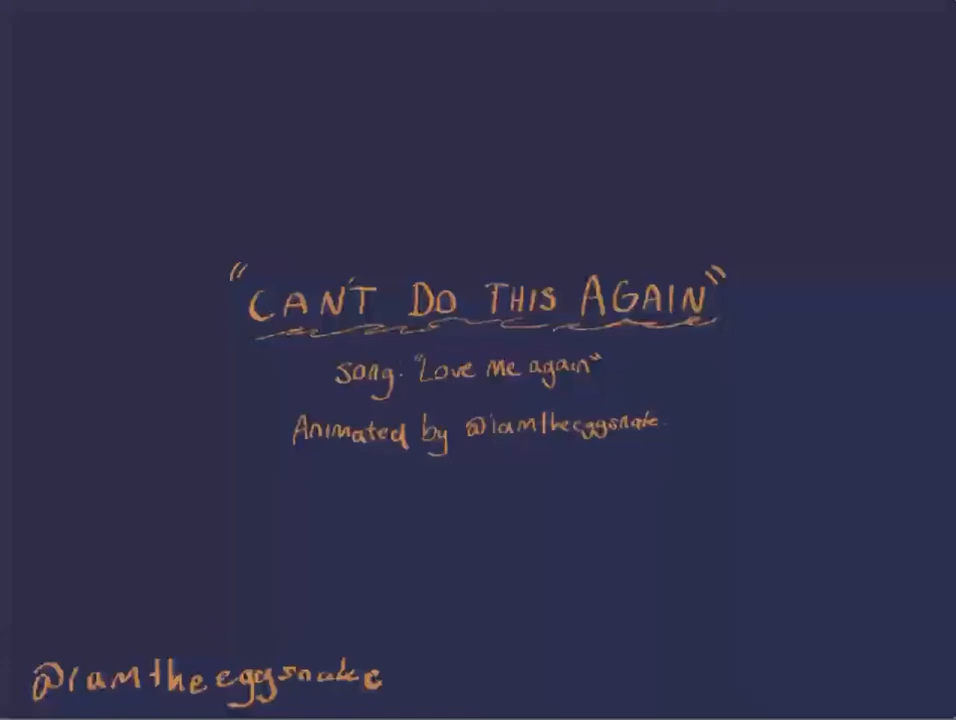 "CAN'T DO THIS AGAIN"
song. "Love Me again"
Animated by @iamtheeggsnake.
@iamtheeggsnake